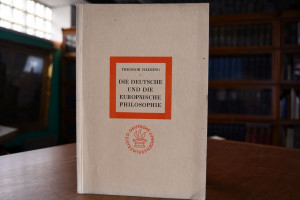 THEODOR HAERING
DIE DEUTSCHE
UND DIE
EUROPÄISCHE
PHILOSOPHIE